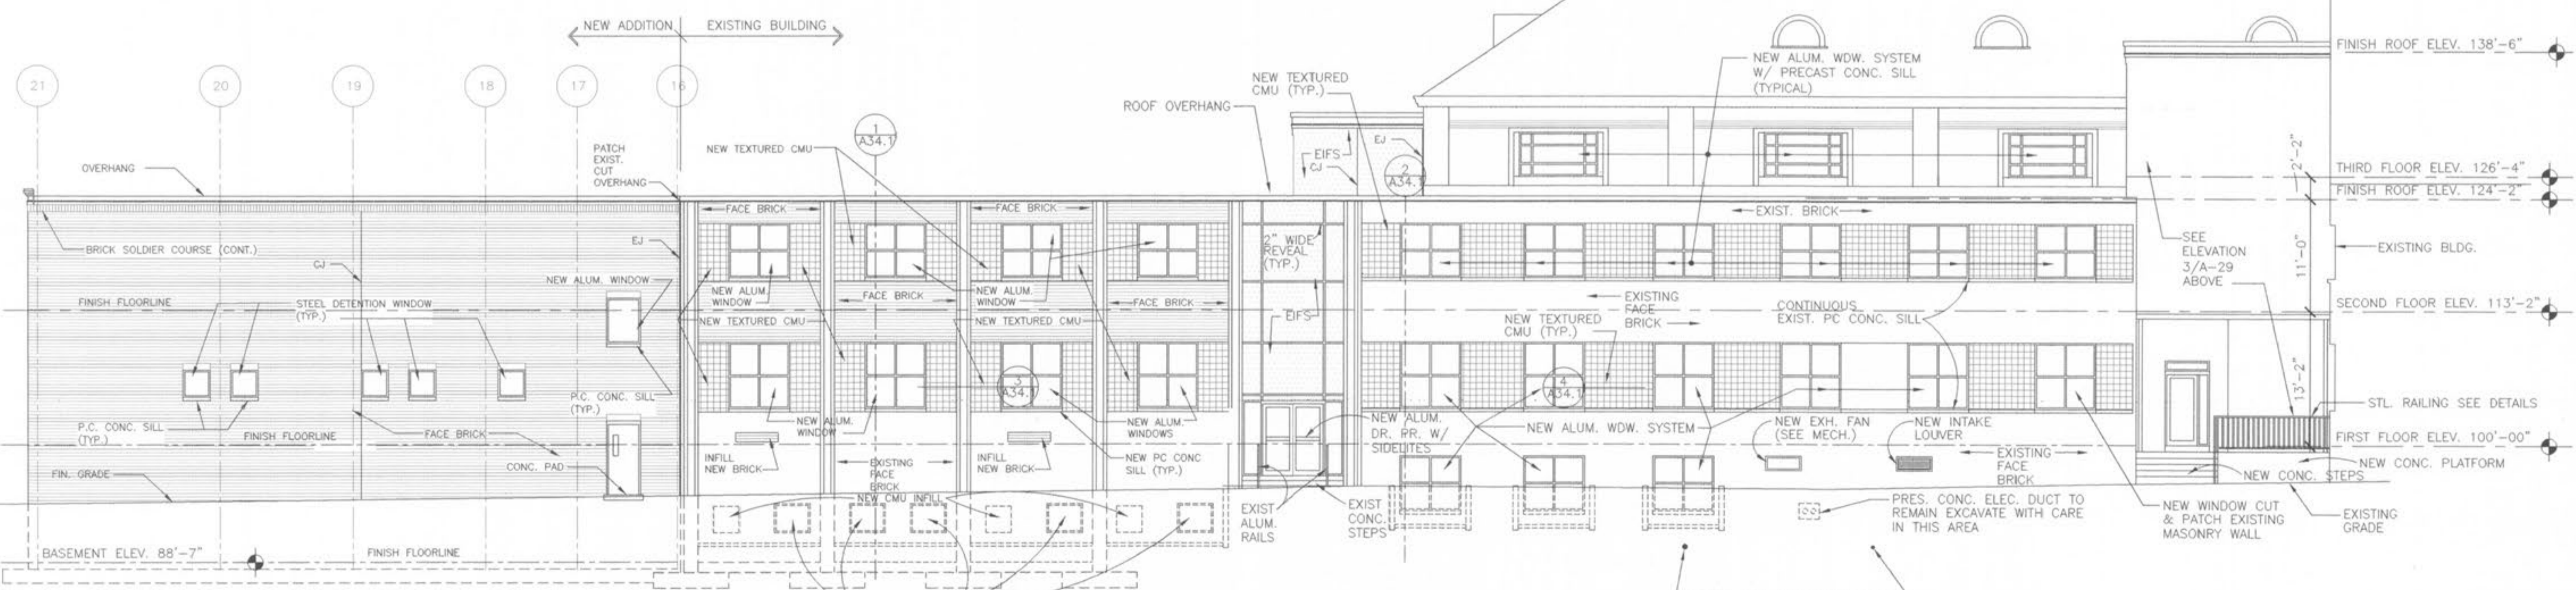 NEW ADDITION
EXISTING BUILDING
FINISH ROOF ELEV. 138'-6"
21
20
19
18
17
16
1
A34.1
NEW TEXTURED
CMU (TYP.)
ROOF OVERHANG
NEW ALUM. WDW. SYSTEM
W/ PRECAST CONC. SILL
(TYPICAL)
OVERHANG
PATCH
EXIST.
CUT
OVERHANG
NEW TEXTURED CMU
EIFS
CJ
EJ
2
A34.1
2'-2"
THIRD FLOOR ELEV. 126'-4"
FINISH ROOF ELEV. 124'-2"
BRICK SOLDIER COURSE (CONT.)
CJ
EJ
FACE BRICK
FACE BRICK
EXIST. BRICK
2" WIDE
REVEAL
(TYP.)
SEE
ELEVATION
3/A-29
ABOVE
11'-0"
EXISTING BLDG.
NEW ALUM. WINDOW
NEW ALUM.
WINDOW
NEW ALUM.
WINDOW
FINISH FLOORLINE
STEEL DETENTION WINDOW
(TYP.)
FACE BRICK
FACE BRICK
NEW TEXTURED CMU
NEW TEXTURED CMU
EIFS
EXISTING
FACE
BRICK
NEW TEXTURED
CMU (TYP.)
CONTINUOUS
EXIST. PC CONC. SILL
SECOND FLOOR ELEV. 113'-2"
3
A34.1
4
A34.1
13'-2"
P.C. CONC. SILL
(TYP.)
P.C. CONC. SILL
(TYP.)
FINISH FLOORLINE
FACE BRICK
NEW ALUM.
WINDOW
NEW ALUM.
WINDOWS
NEW ALUM.
DR. PR. W/
SIDELITES
NEW ALUM. WDW. SYSTEM
NEW EXH. FAN
(SEE MECH.)
NEW INTAKE
LOUVER
STL. RAILING SEE DETAILS
FIRST FLOOR ELEV. 100'-00"
FIN. GRADE
CONC. PAD
INFILL
NEW BRICK
EXISTING
FACE
BRICK
INFILL
NEW BRICK
NEW PC CONC
SILL (TYP.)
EXISTING
FACE
BRICK
NEW CONC. PLATFORM
NEW CONC. STEPS
NEW CMU INFILL
EXIST
ALUM.
RAILS
EXIST
CONC.
STEPS
PRES. CONC. ELEC. DUCT TO
REMAIN EXCAVATE WITH CARE
IN THIS AREA
NEW WINDOW CUT
& PATCH EXISTING
MASONRY WALL
EXISTING
GRADE
BASEMENT ELEV. 88'-7"
FINISH FLOORLINE